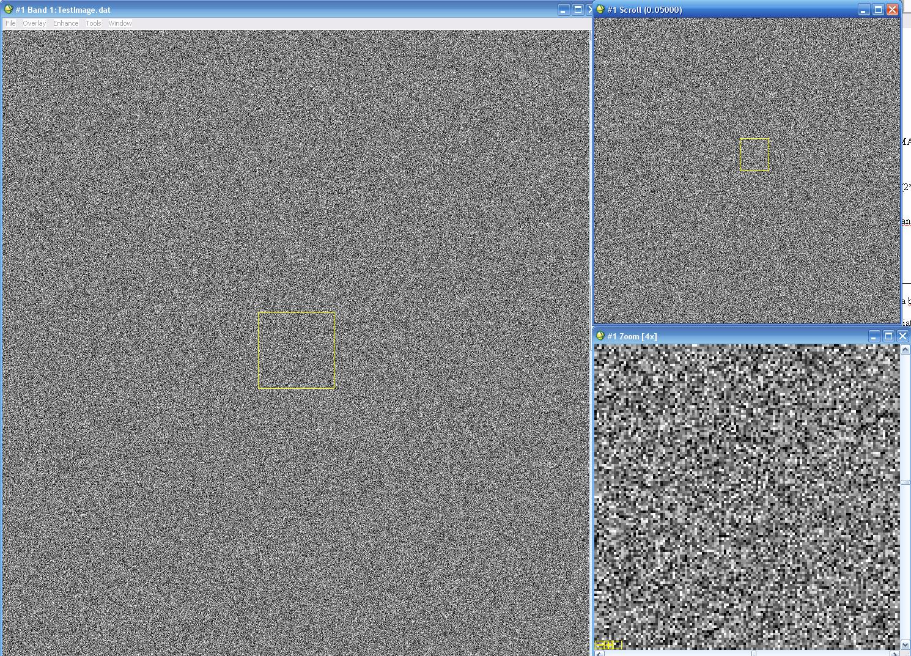 #1 Band 1:TestImage.dat
File Overlay Enhance Tools Window
#1 Scroll (0.05000)
#1 Zoom [4x]